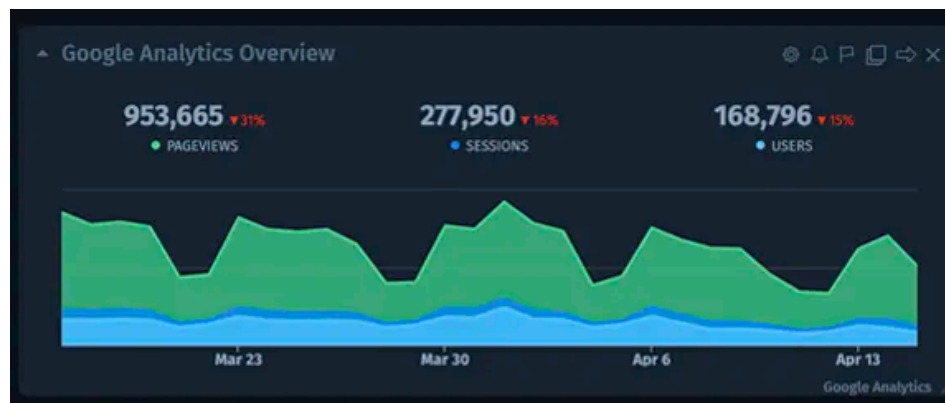 Google Analytics Overview
953,665 ▼31% 277,950 ▼16% 168,796 ▼15%
PAGEVIEWS SESSIONS USERS
Mar 23 Mar 30 Apr 6 Apr 13
Google Analytics